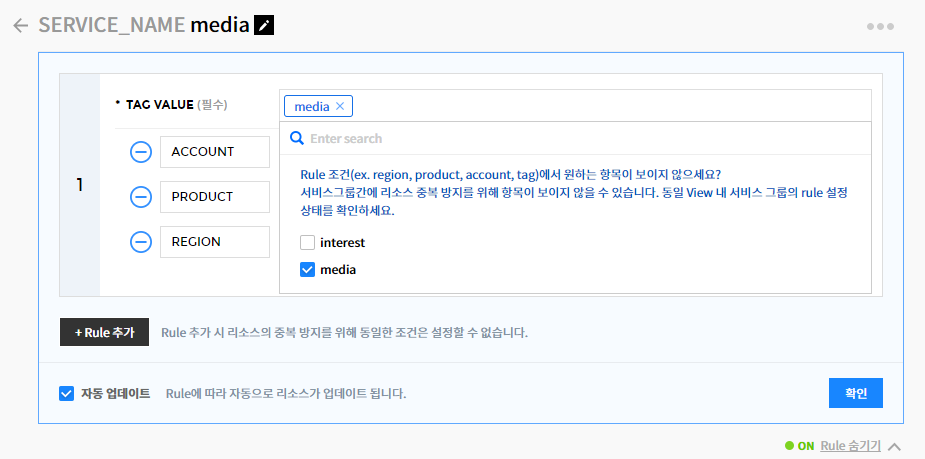 SERVICE_NAME media
* TAG VALUE (필수)
media
Enter search
Rule 조건(ex. region, product, account, tag)에서 원하는 항목이 보이지 않으세요?
서비스그룹간에 리소스 중복 방지를 위해 항목이 보이지 않을 수 있습니다. 동일 View 내 서비스 그룹의 rule 설정
상태를 확인하세요.
interest
media
1
ACCOUNT
PRODUCT
REGION
+ Rule 추가
Rule 추가 시 리소스의 중복 방지를 위해 동일한 조건은 설정할 수 없습니다.
자동 업데이트
Rule에 따라 자동으로 리소스가 업데이트 됩니다.
확인
ON Rule 숨기기